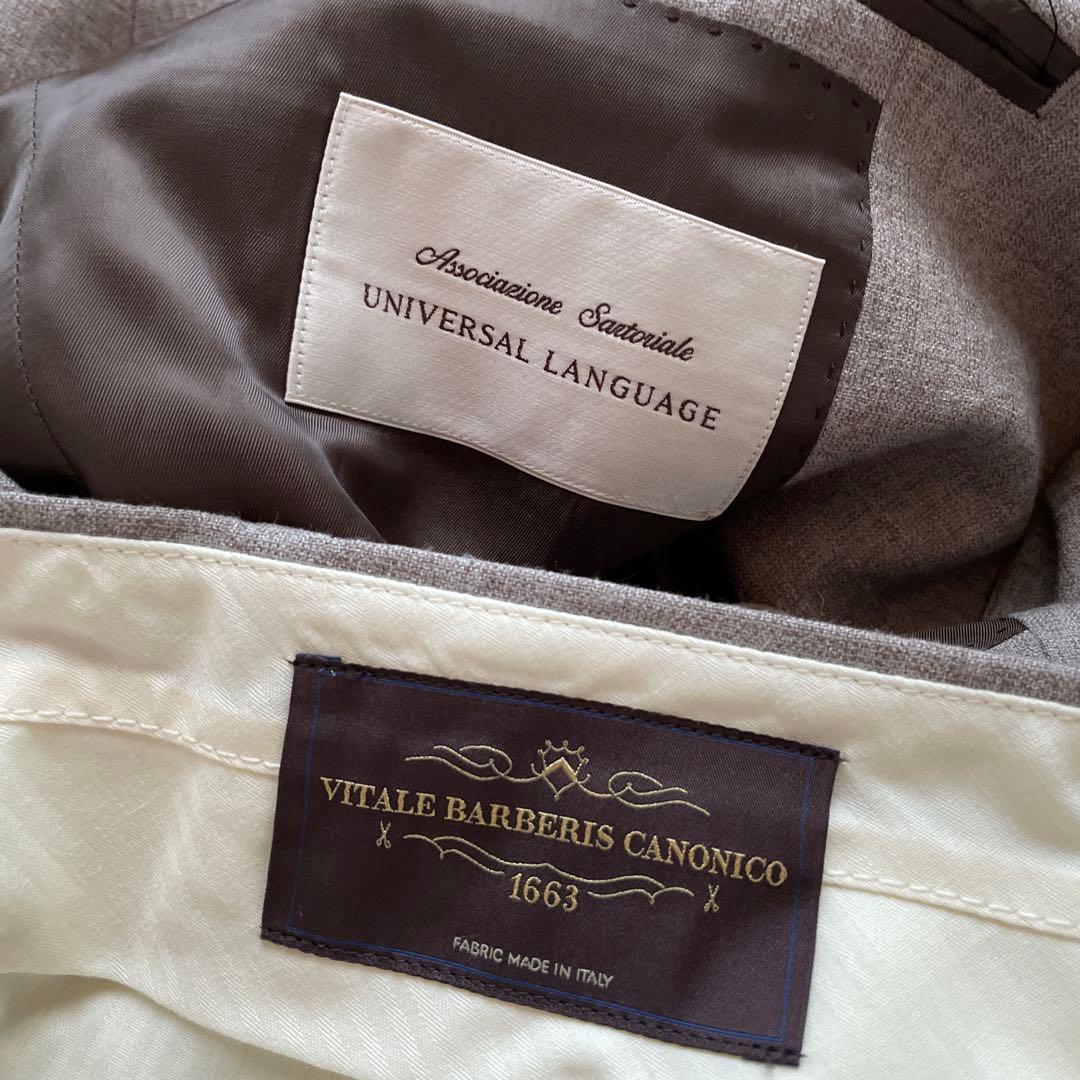 Associazione Sartoriale
UNIVERSAL LANGUAGE
VITALE BARBERIS CANONICO
1663
FABRIC MADE IN ITALY